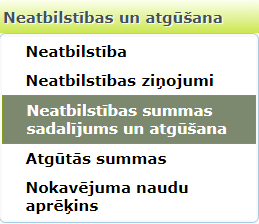 Neatbilstības un atgūšana
Neatbilstība
Neatbilstības ziņojumi
Neatbilstības summas
sadalījums un atgūšana
Atgūtās summas
Nokavējuma naudu
aprēķins